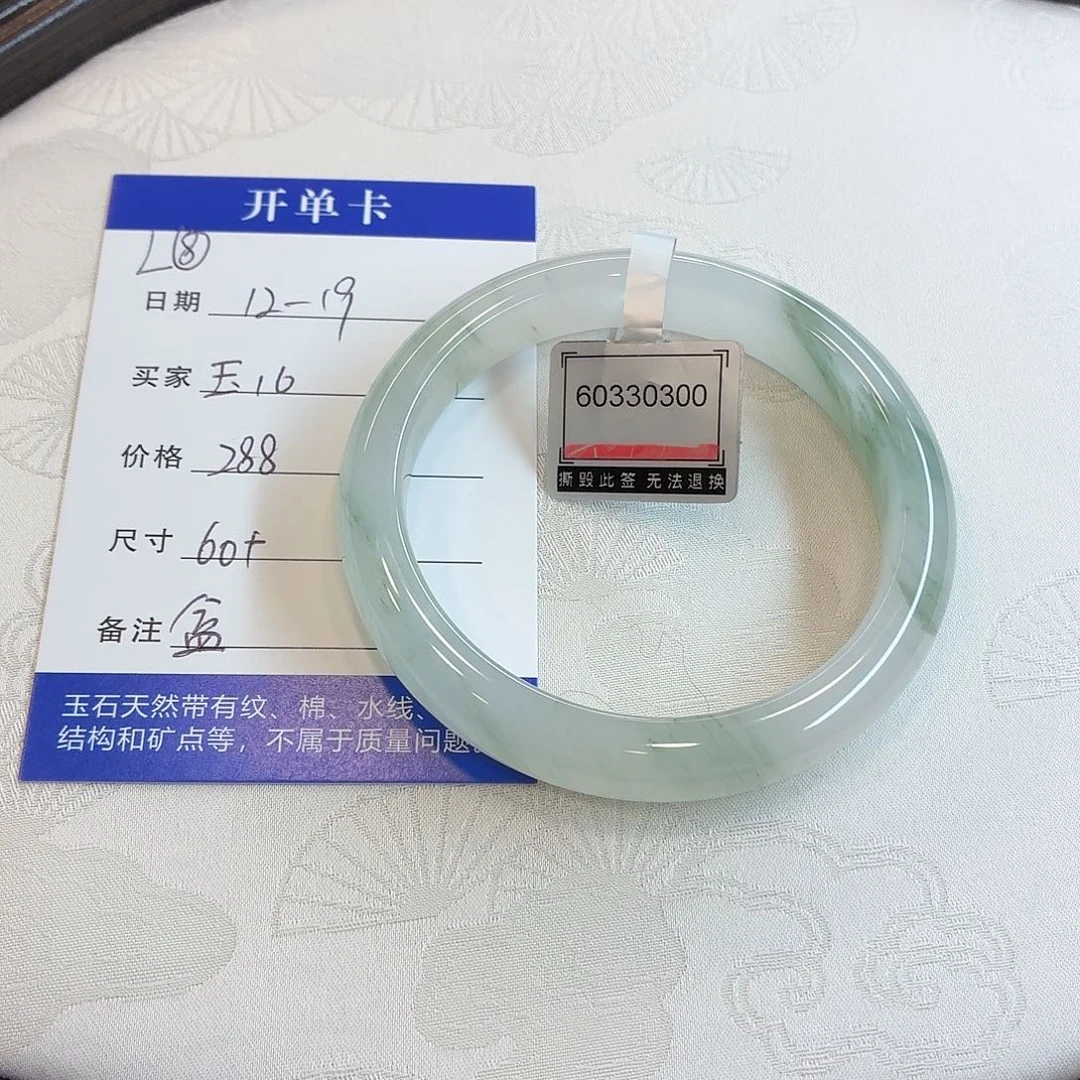 开单卡
L⑧
日期 12-19
买家 玉16
价格 288
尺寸 60+
备注 盒
玉石天然带有纹、棉、水线、
结构和矿点等，不属于质量问题。
60330300
撕毁此签 无法退换